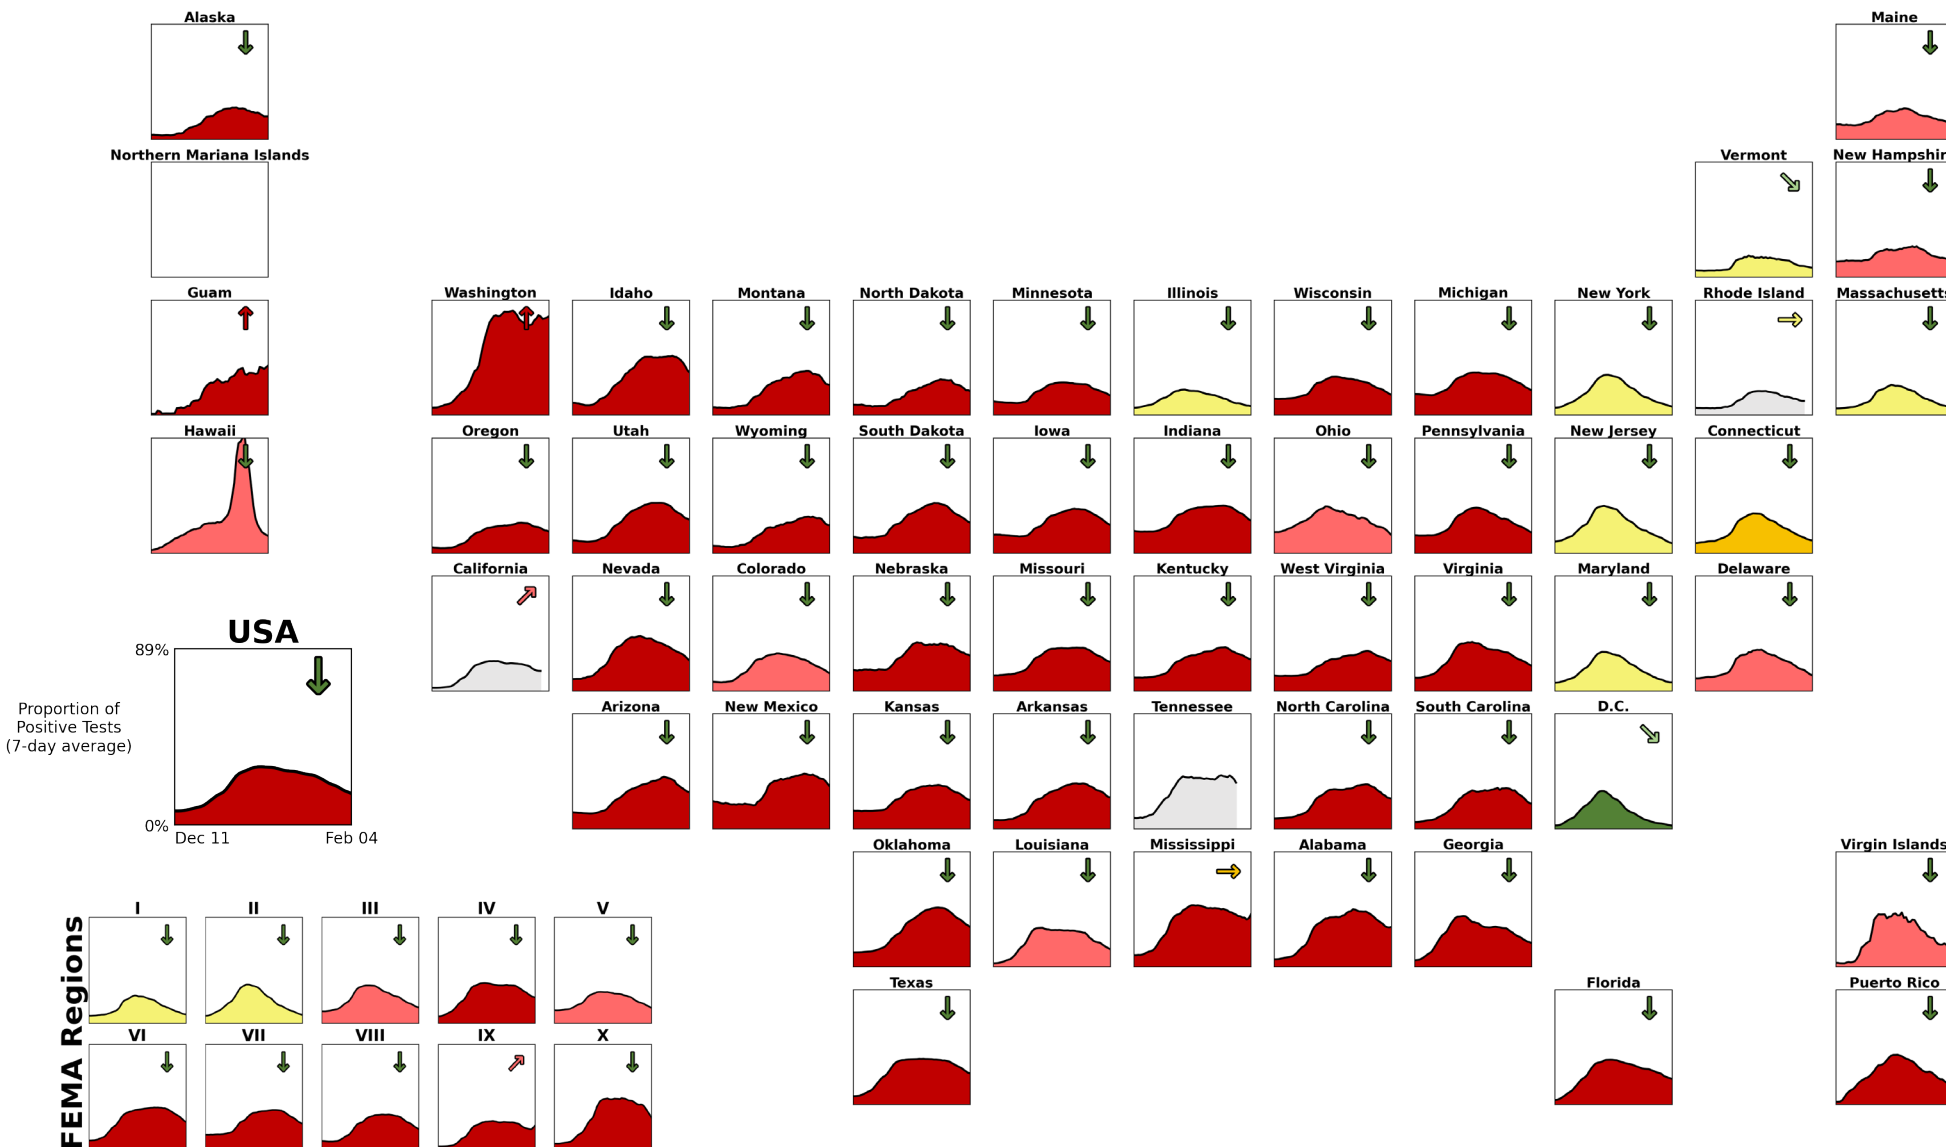 Alaska
Maine
Northern Mariana Islands
Vermont
New Hampshir
Guam
Washington
Idaho
Montana
North Dakota
Minnesota
Illinois
Wisconsin
Michigan
New York
Rhode Island
Massachusetts
Hawaii
Oregon
Utah
Wyoming
South Dakota
Iowa
Indiana
Ohio
Pennsylvania
New Jersey
Connecticut
California
Nevada
Colorado
Nebraska
Missouri
Kentucky
West Virginia
Virginia
Maryland
Delaware
USA
89%
Proportion of
Positive Tests
(7-day average)
0%
Dec 11
Feb 04
Arizona
New Mexico
Kansas
Arkansas
Tennessee
North Carolina
South Carolina
D.C.
Oklahoma
Louisiana
Mississippi
Alabama
Georgia
Virgin Islands
FEMA Regions
I
II
III
IV
V
Texas
Florida
Puerto Rico
VI
VII
VIII
IX
X